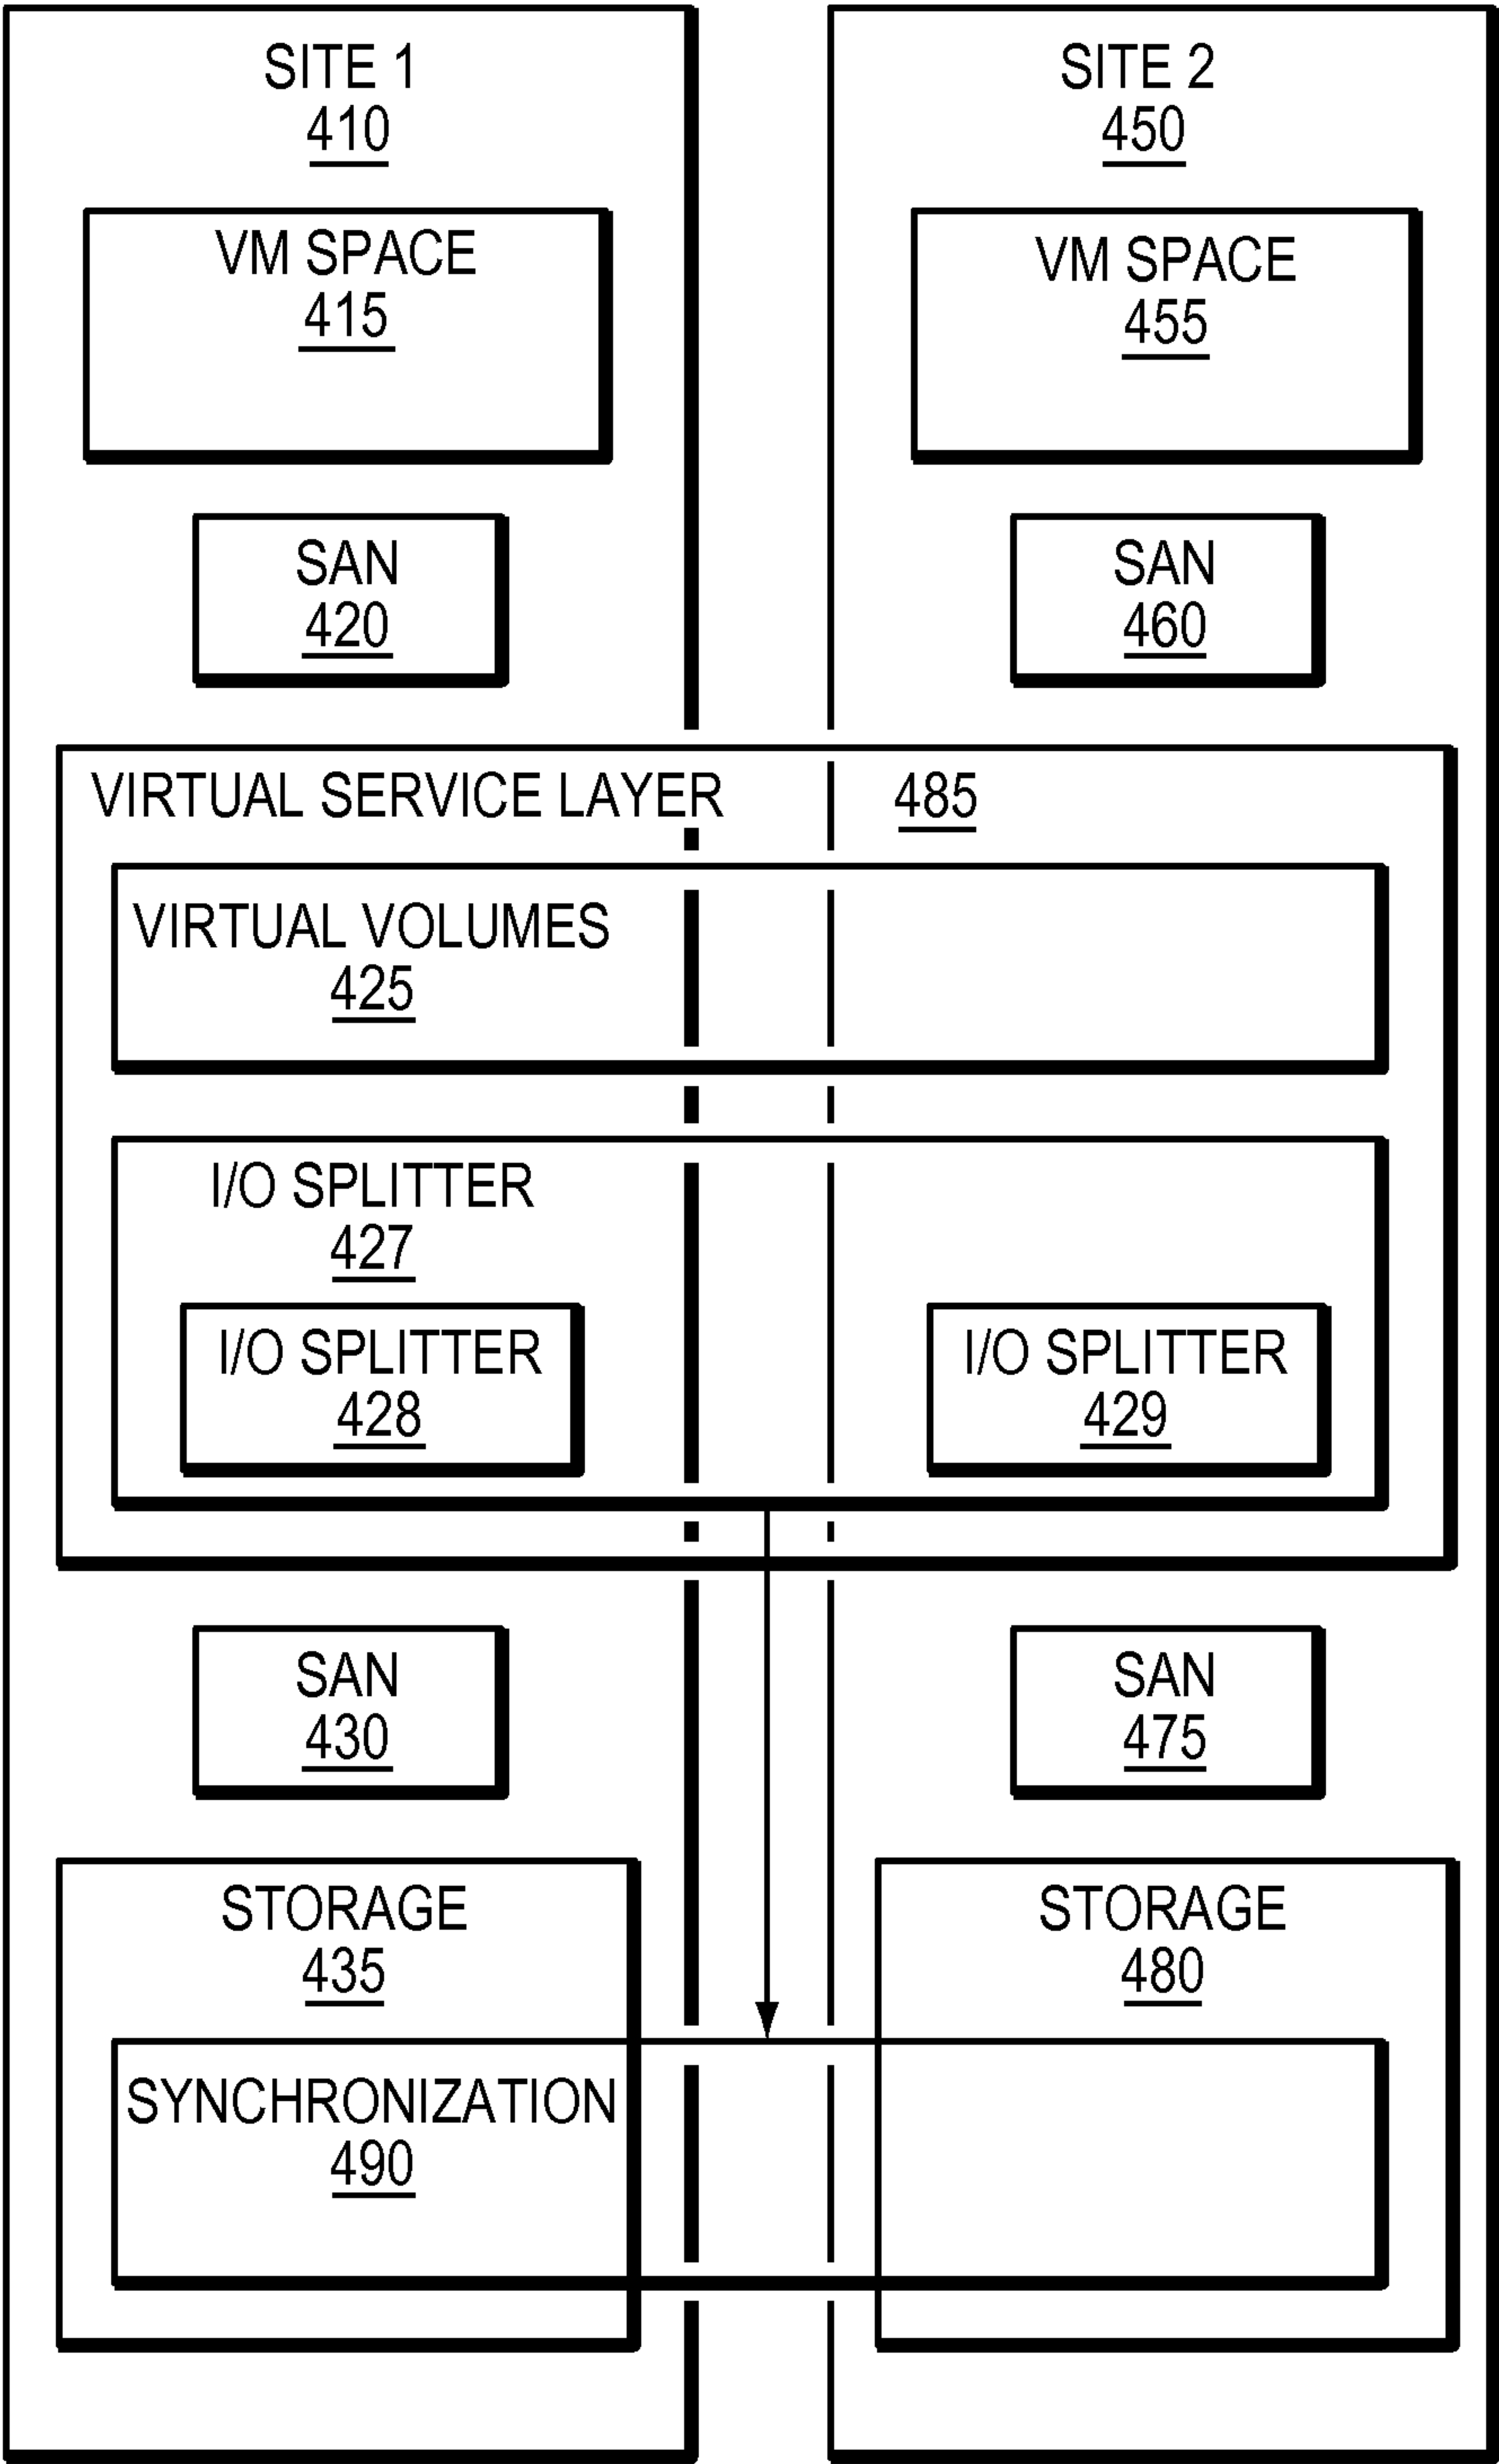 SITE 1
410
VM SPACE
415
SAN
420
SITE 2
450
VM SPACE
455
SAN
460
VIRTUAL SERVICE LAYER 485
VIRTUAL VOLUMES
425
I/O SPLITTER
427
I/O SPLITTER
428
I/O SPLITTER
429
SAN
430
STORAGE
435
SAN
475
STORAGE
480
SYNCHRONIZATION
490